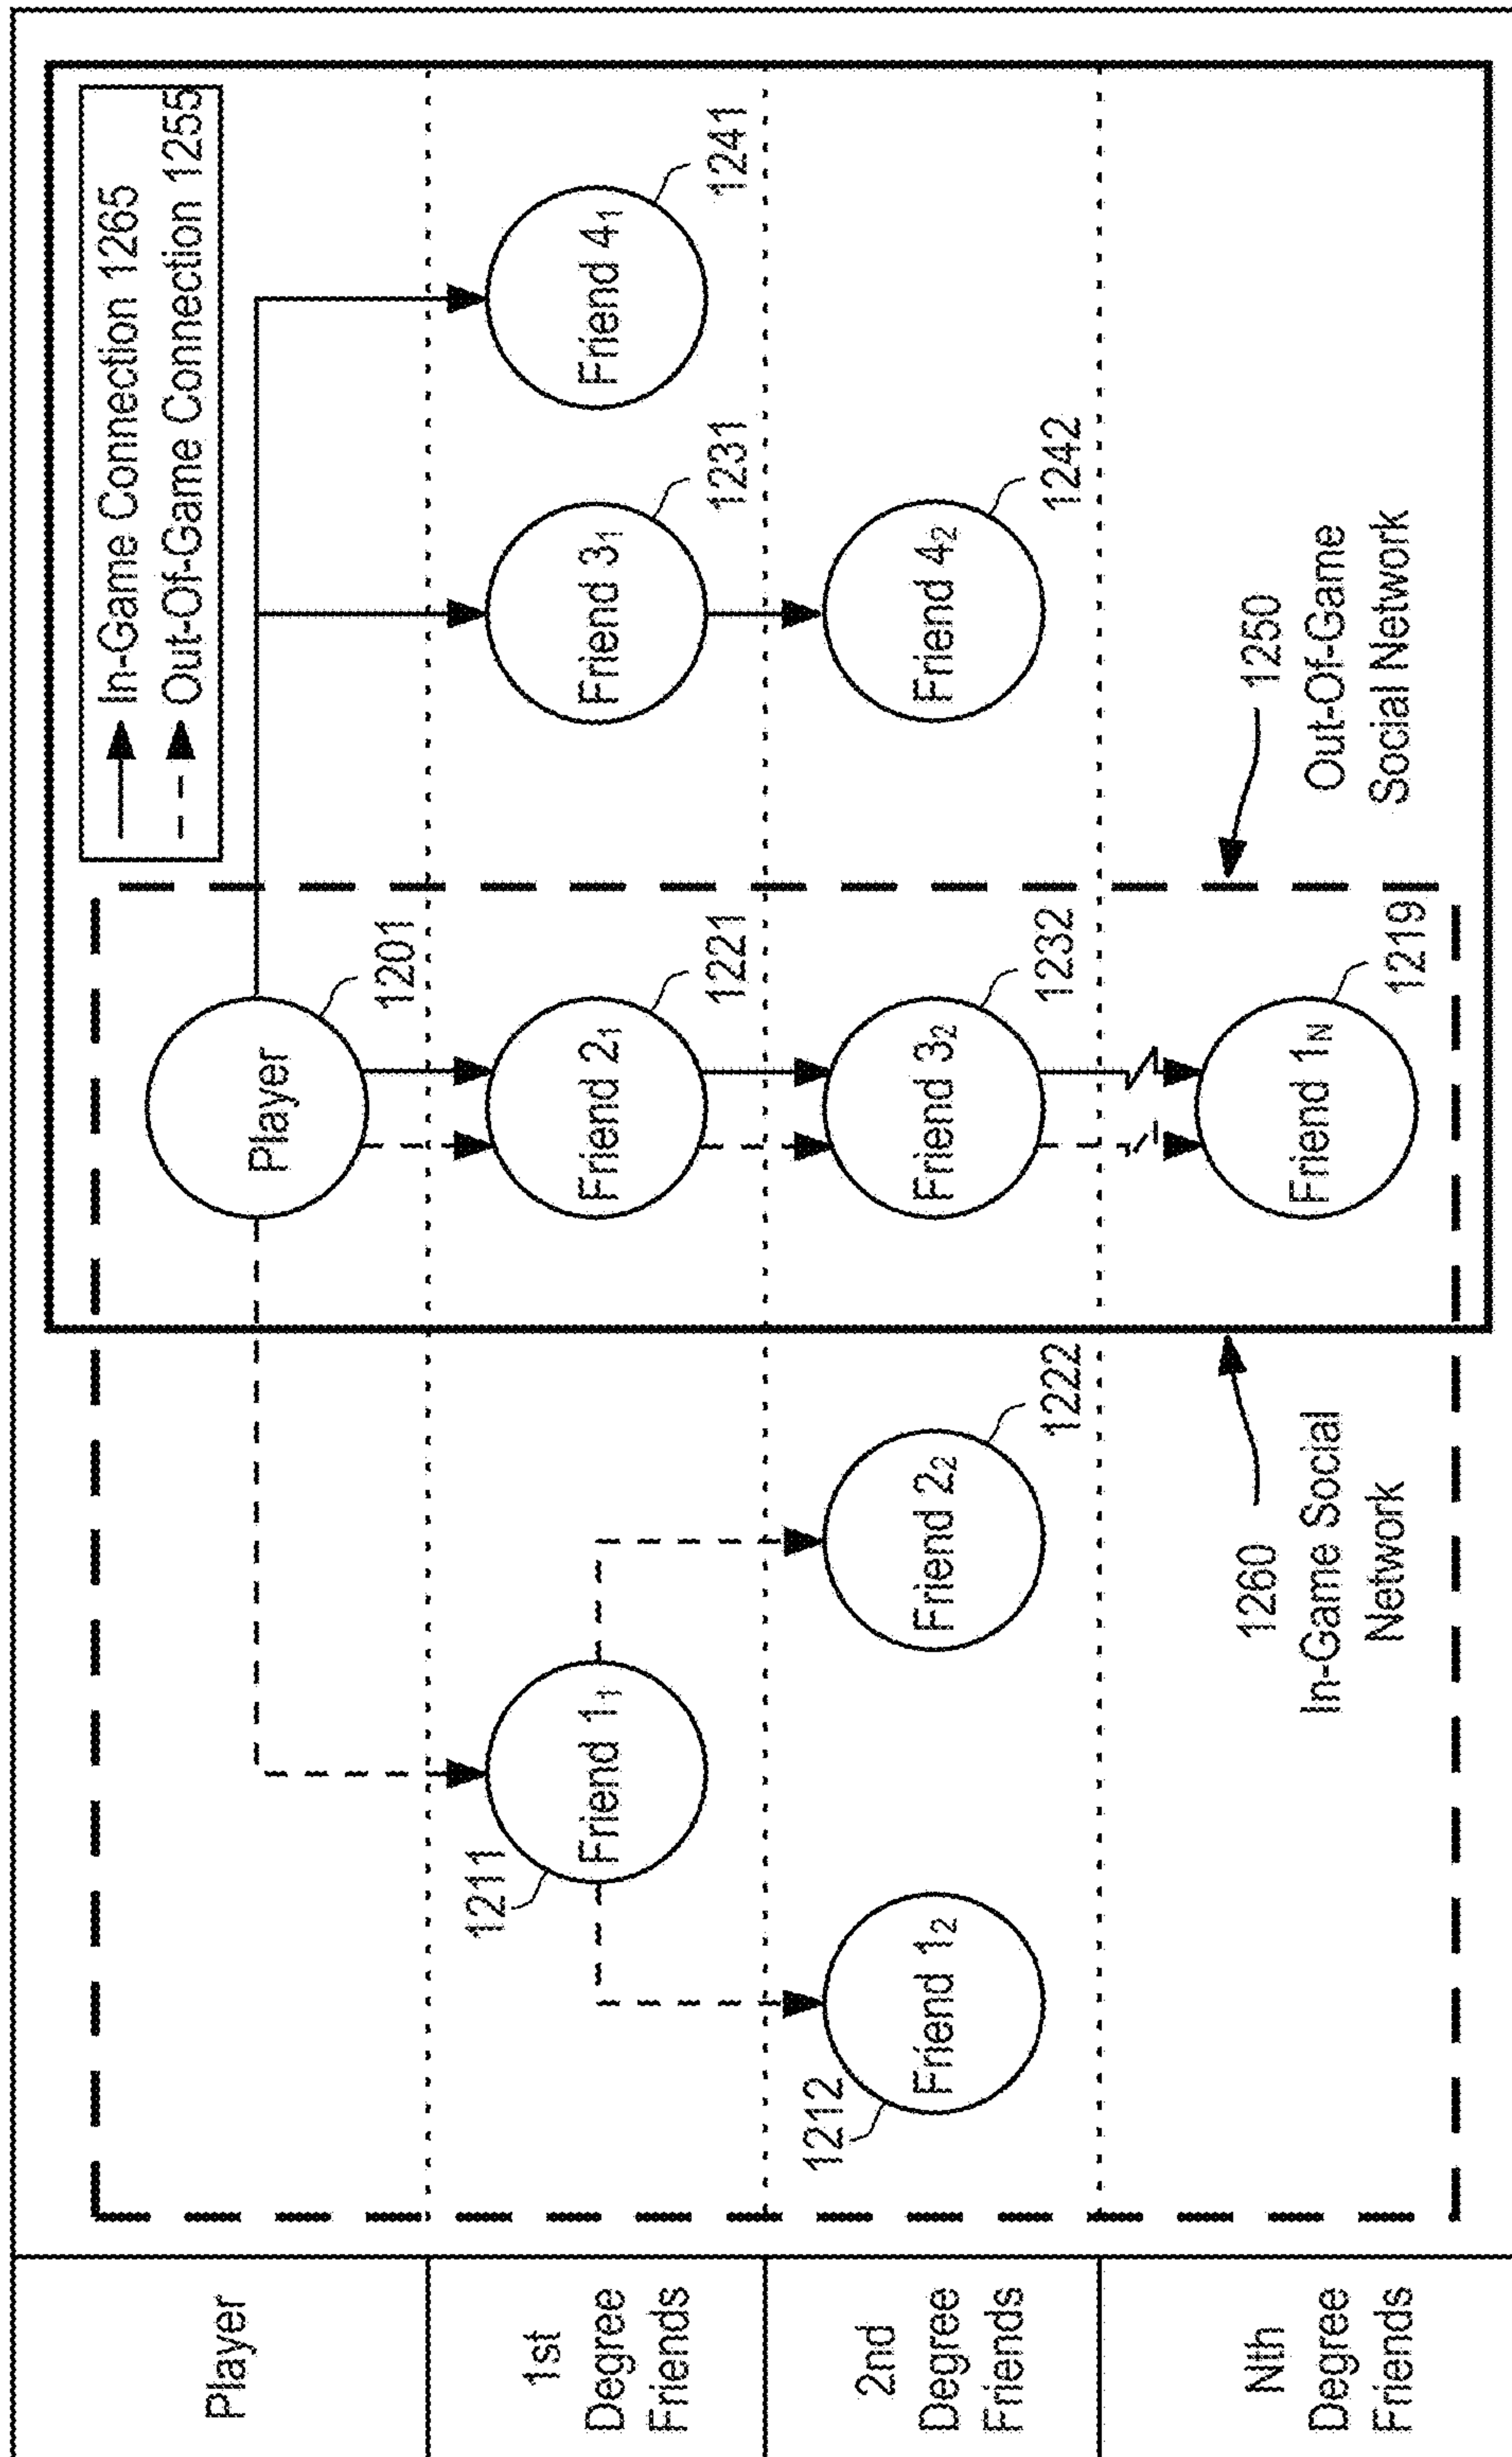 In-Game Connection 1265
Out-Of-Game Connection 1255
Player
Player
1201
1st
Degree
Friends
1211
Friend 1₁
Friend 2₁
1221
Friend 3₁
1231
Friend 4₁
1241
2nd
Degree
Friends
1212
Friend 1₂
Friend 2₂
1222
Friend 3₂
1232
Friend 4₂
1242
Nth
Degree
Friends
1260
In-Game Social
Network
Friend 1N
1219
1250
Out-Of-Game
Social Network